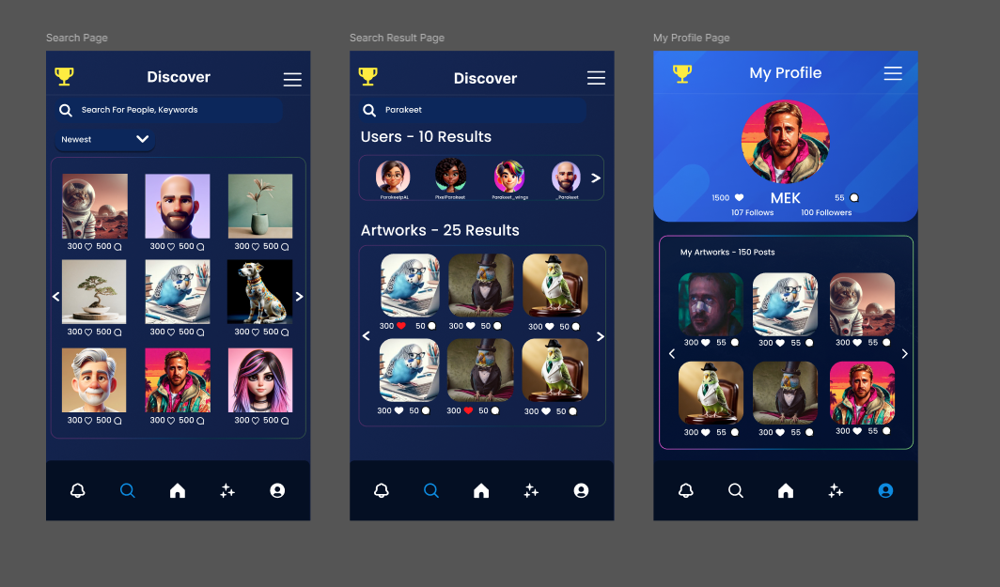 Search Page
Discover
Search For People, Keywords
Newest
300 500 300 500 300 500
300 500 300 500 300 500
300 500 300 500 300 500
Search Result Page
Discover
Parakeet
Users - 10 Results
ParakeetpAL PixelParakeet Parakeet_wings _Parakeet
Artworks - 25 Results
300 50 300 50 300 50
300 50 300 50 300 50
My Profile Page
My Profile
1500 MEK 55
107 Follows 100 Followers
My Artworks - 150 Posts
300 55 300 55 300 55
300 55 300 55 300 55